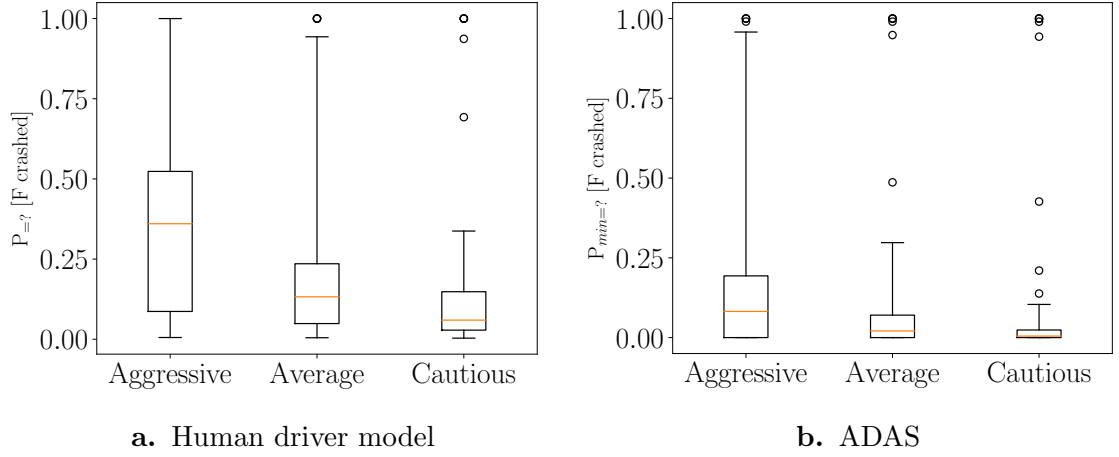 1.00
0.75
0.50
0.25
0.00
P=? [F crashed]
Aggressive Average Cautious
a. Human driver model
1.00
0.75
0.50
0.25
0.00
Pmin=? [F crashed]
Aggressive Average Cautious
b. ADAS